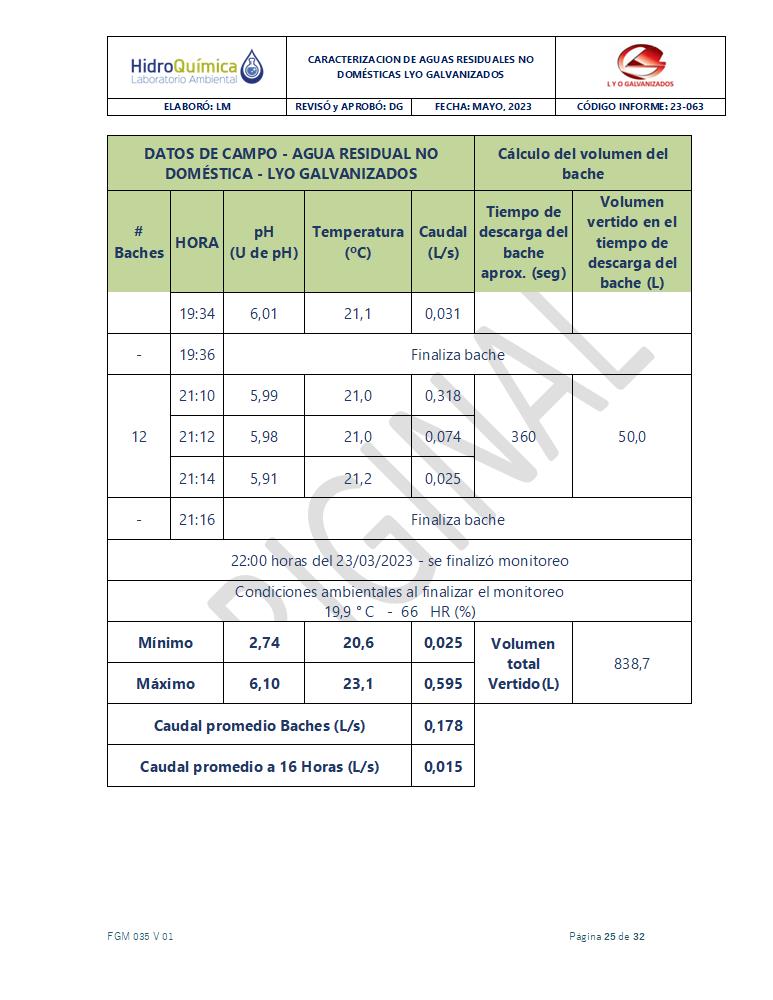 HidroQuímica
Laboratorio Ambiental
CARACTERIZACION DE AGUAS RESIDUALES NO
DOMÉSTICAS LYO GALVANIZADOS
L Y O GALVANIZADOS
ELABORÓ: LM
REVISÓ y APROBÓ: DG
FECHA: MAYO, 2023
CÓDIGO INFORME: 23-063
DATOS DE CAMPO - AGUA RESIDUAL NO
DOMÉSTICA - LYO GALVANIZADOS
Cálculo del volumen del
bache
#
Baches
HORA
pH
(U de pH)
Temperatura
(ºC)
Caudal
(L/s)
Tiempo de
descarga del
bache
aprox. (seg)
Volumen
vertido en el
tiempo de
descarga del
bache (L)
19:34 6,01 21,1 0,031
- 19:36 Finaliza bache
21:10 5,99 21,0 0,318
12 21:12 5,98 21,0 0,074 360 50,0
21:14 5,91 21,2 0,025
- 21:16 Finaliza bache
22:00 horas del 23/03/2023 - se finalizó monitoreo
Condiciones ambientales al finalizar el monitoreo
19,9 ° C - 66 HR (%)
Mínimo 2,74 20,6 0,025
Máximo 6,10 23,1 0,595
Volumen
total
Vertido(L)
838,7
Caudal promedio Baches (L/s) 0,178
Caudal promedio a 16 Horas (L/s) 0,015
RIGINAL
FGM 035 V 01
Página 25 de 32